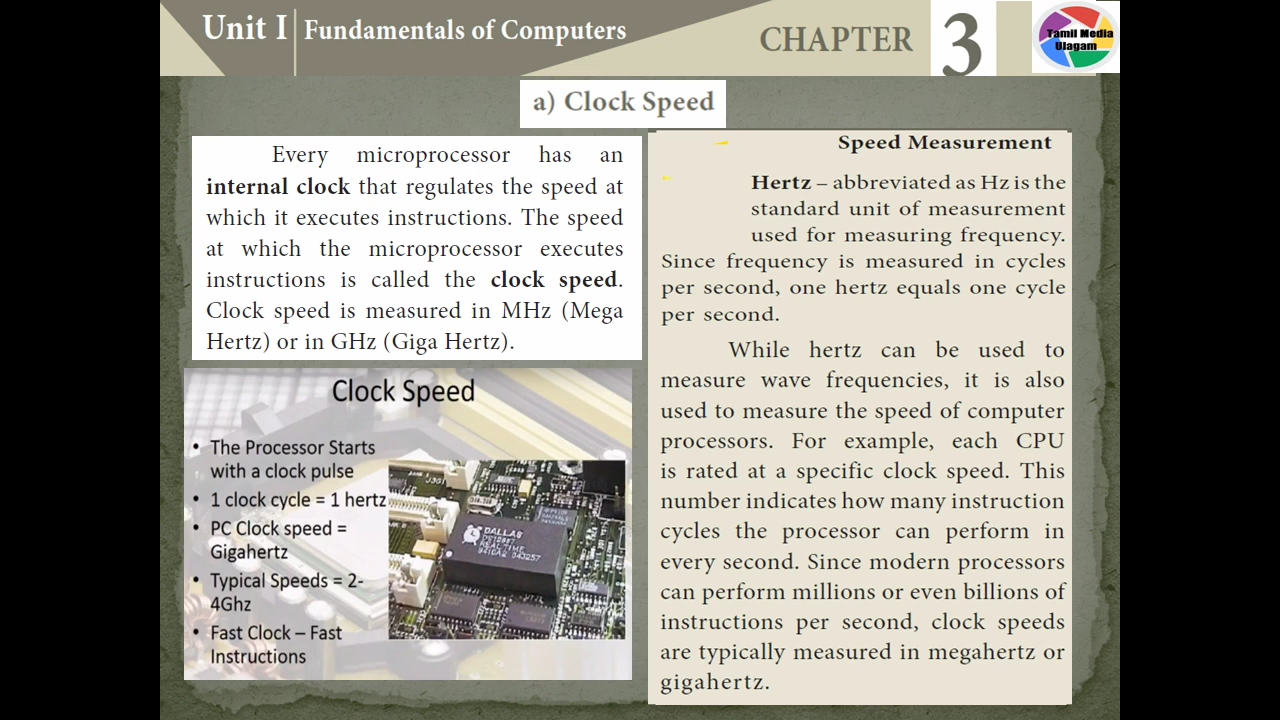 Unit I
Fundamentals of Computers
CHAPTER 3
Tamil Media
Ulagam
a) Clock Speed
Every microprocessor has an
internal clock that regulates the speed at
which it executes instructions. The speed
at which the microprocessor executes
instructions is called the clock speed.
Clock speed is measured in MHz (Mega
Hertz) or in GHz (Giga Hertz).
Clock Speed
• The Processor Starts
with a clock pulse
• 1 clock cycle = 1 hertz
• PC Clock speed =
Gigahertz
• Typical Speeds = 2-
4Ghz
• Fast Clock – Fast
Instructions
DALLAS
REAL TIME
Speed Measurement
Hertz – abbreviated as Hz is the
standard unit of measurement
used for measuring frequency.
Since frequency is measured in cycles
per second, one hertz equals one cycle
per second.
While hertz can be used to
measure wave frequencies, it is also
used to measure the speed of computer
processors. For example, each CPU
is rated at a specific clock speed. This
number indicates how many instruction
cycles the processor can perform in
every second. Since modern processors
can perform millions or even billions of
instructions per second, clock speeds
are typically measured in megahertz or
gigahertz.